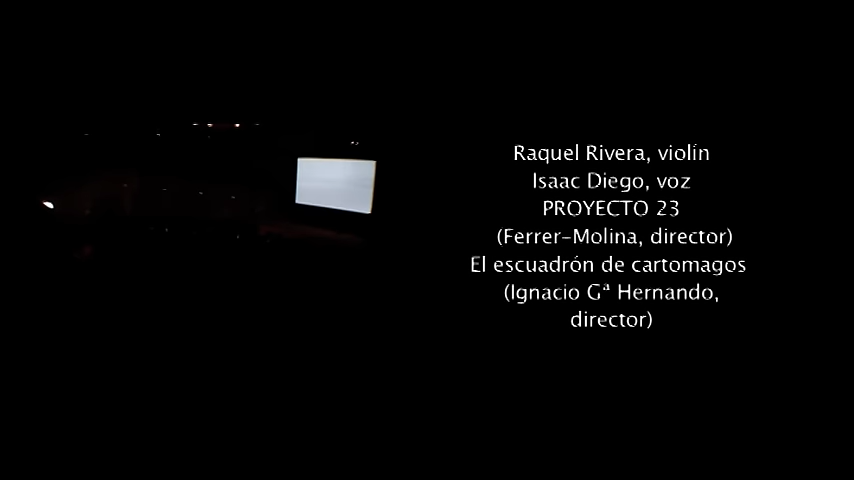 Raquel Rivera, violín
Isaac Diego, voz
PROYECTO 23
(Ferrer-Molina, director)
El escuadrón de cartomagos
(Ignacio Gª Hernando,
director)